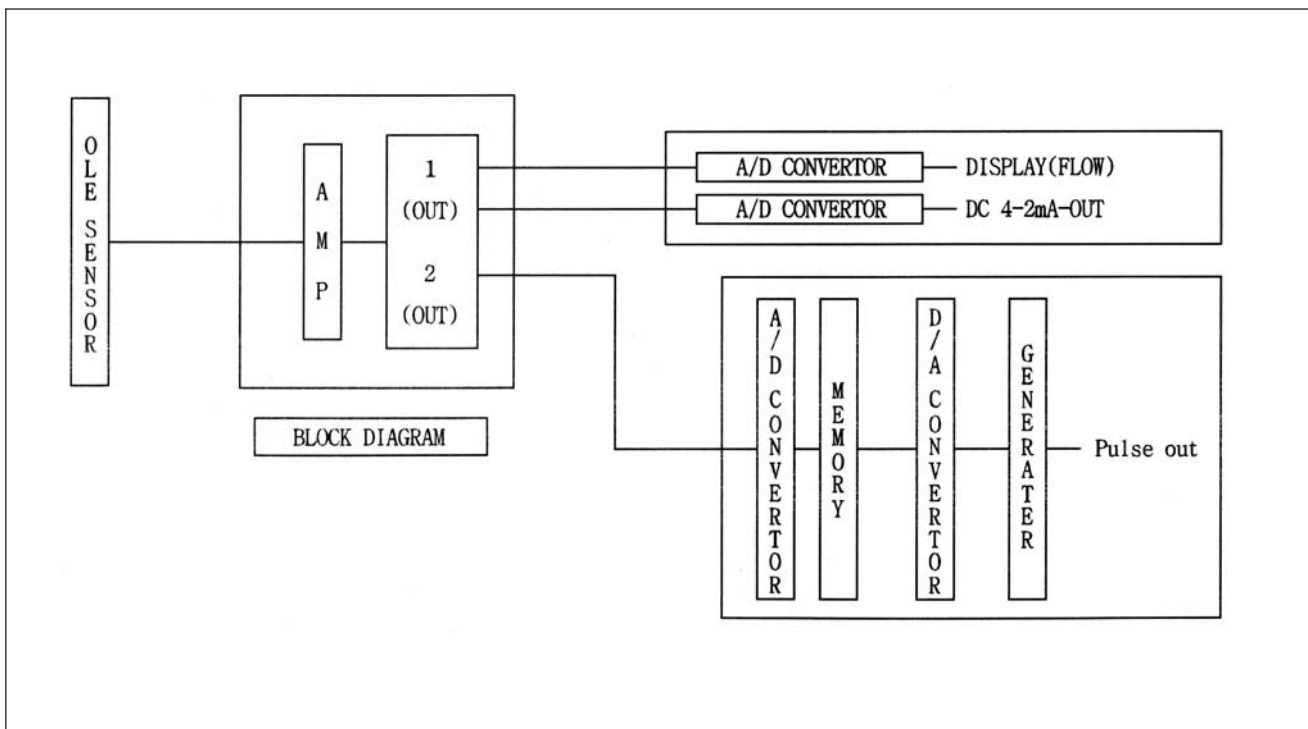 OLE SENSOR
AMP
1
(OUT)
2
(OUT)
A/D CONVERTOR
DISPLAY(FLOW)
A/D CONVERTOR
DC 4-2mA-OUT
BLOCK DIAGRAM
A/D CONVERTOR
MEMORY
D/A CONVERTOR
GENERATER
Pulse out